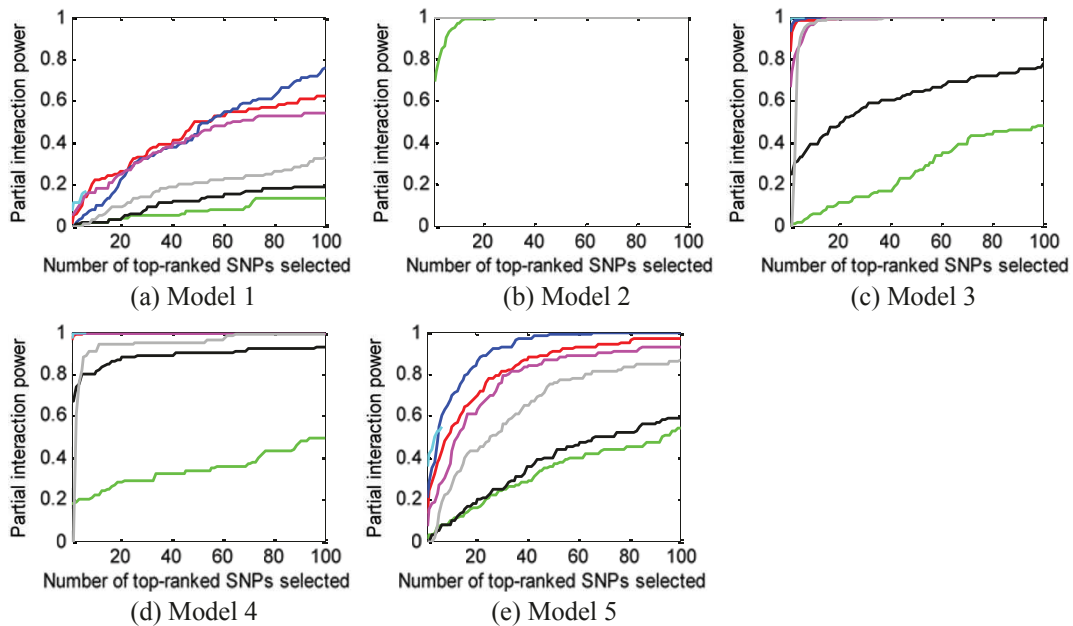 Partial interaction power
1
0.8
0.6
0.4
0.2
0
20 40 60 80 100
Number of top-ranked SNPs selected
(a) Model 1
Partial interaction power
1
0.8
0.6
0.4
0.2
0
20 40 60 80 100
Number of top-ranked SNPs selected
(b) Model 2
Partial interaction power
1
0.8
0.6
0.4
0.2
0
20 40 60 80 100
Number of top-ranked SNPs selected
(c) Model 3
Partial interaction power
1
0.8
0.6
0.4
0.2
0
20 40 60 80 100
Number of top-ranked SNPs selected
(d) Model 4
Partial interaction power
1
0.8
0.6
0.4
0.2
0
20 40 60 80 100
Number of top-ranked SNPs selected
(e) Model 5